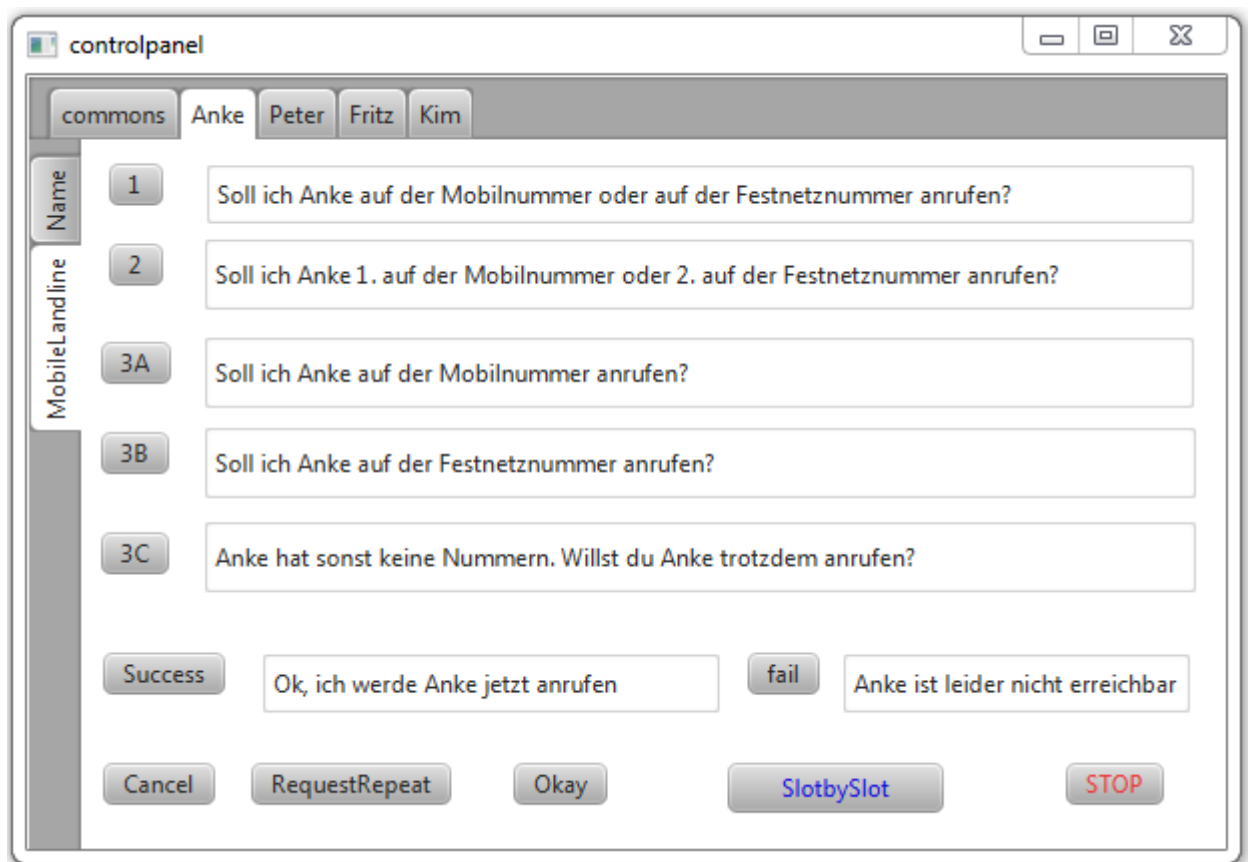 controlpanel
commons Anke Peter Fritz Kim
Name
MobileLandline
1 Soll ich Anke auf der Mobilnummer oder auf der Festnetznummer anrufen?
2 Soll ich Anke 1. auf der Mobilnummer oder 2. auf der Festnetznummer anrufen?
3A Soll ich Anke auf der Mobilnummer anrufen?
3B Soll ich Anke auf der Festnetznummer anrufen?
3C Anke hat sonst keine Nummern. Willst du Anke trotzdem anrufen?
Success Ok, ich werde Anke jetzt anrufen fail Anke ist leider nicht erreichbar
Cancel RequestRepeat Okay SlotbySlot STOP